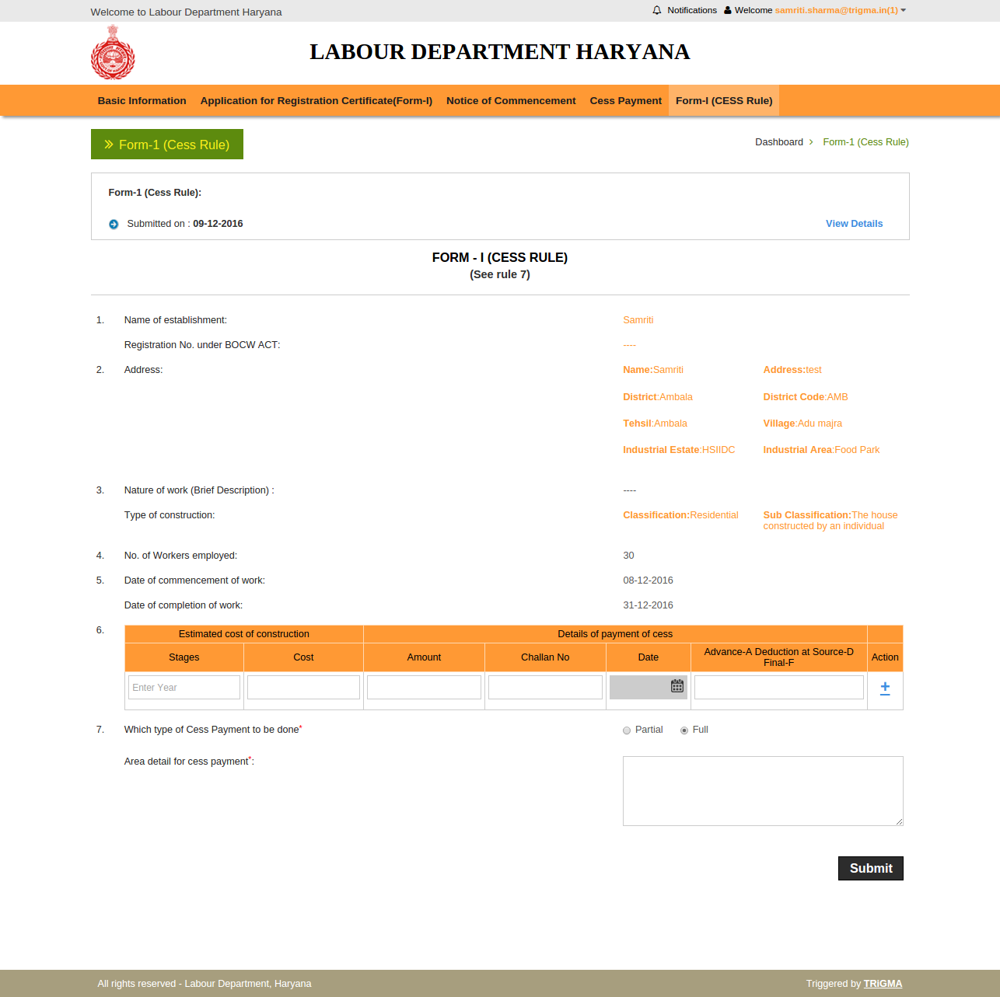 Welcome to Labour Department Haryana
Notifications Welcome samriti.sharma@trigma.in(1)
LABOUR DEPARTMENT HARYANA
Basic Information Application for Registration Certificate(Form-I) Notice of Commencement Cess Payment Form-I (CESS Rule)
Form-1 (Cess Rule)
Dashboard Form-1 (Cess Rule)
Form-1 (Cess Rule):
Submitted on : 09-12-2016 View Details
FORM - I (CESS RULE)
(See rule 7)
1. Name of establishment: Samriti
Registration No. under BOCW ACT: ----
2. Address: Name:Samriti Address:test
District:Ambala District Code:AMB
Tehsil:Ambala Village:Adu majra
Industrial Estate:HSIIDC Industrial Area:Food Park
3. Nature of work (Brief Description) : ----
Type of construction: Classification:Residential Sub Classification:The house
constructed by an individual
4. No. of Workers employed: 30
5. Date of commencement of work: 08-12-2016
Date of completion of work: 31-12-2016
6. Estimated cost of construction Details of payment of cess
Stages Cost Amount Challan No Date Advance-A Deduction at Source-D Final-F Action
Enter Year +
7. Which type of Cess Payment to be done* Partial Full
Area detail for cess payment*:
Submit
All rights reserved - Labour Department, Haryana Triggered by TRiGMA